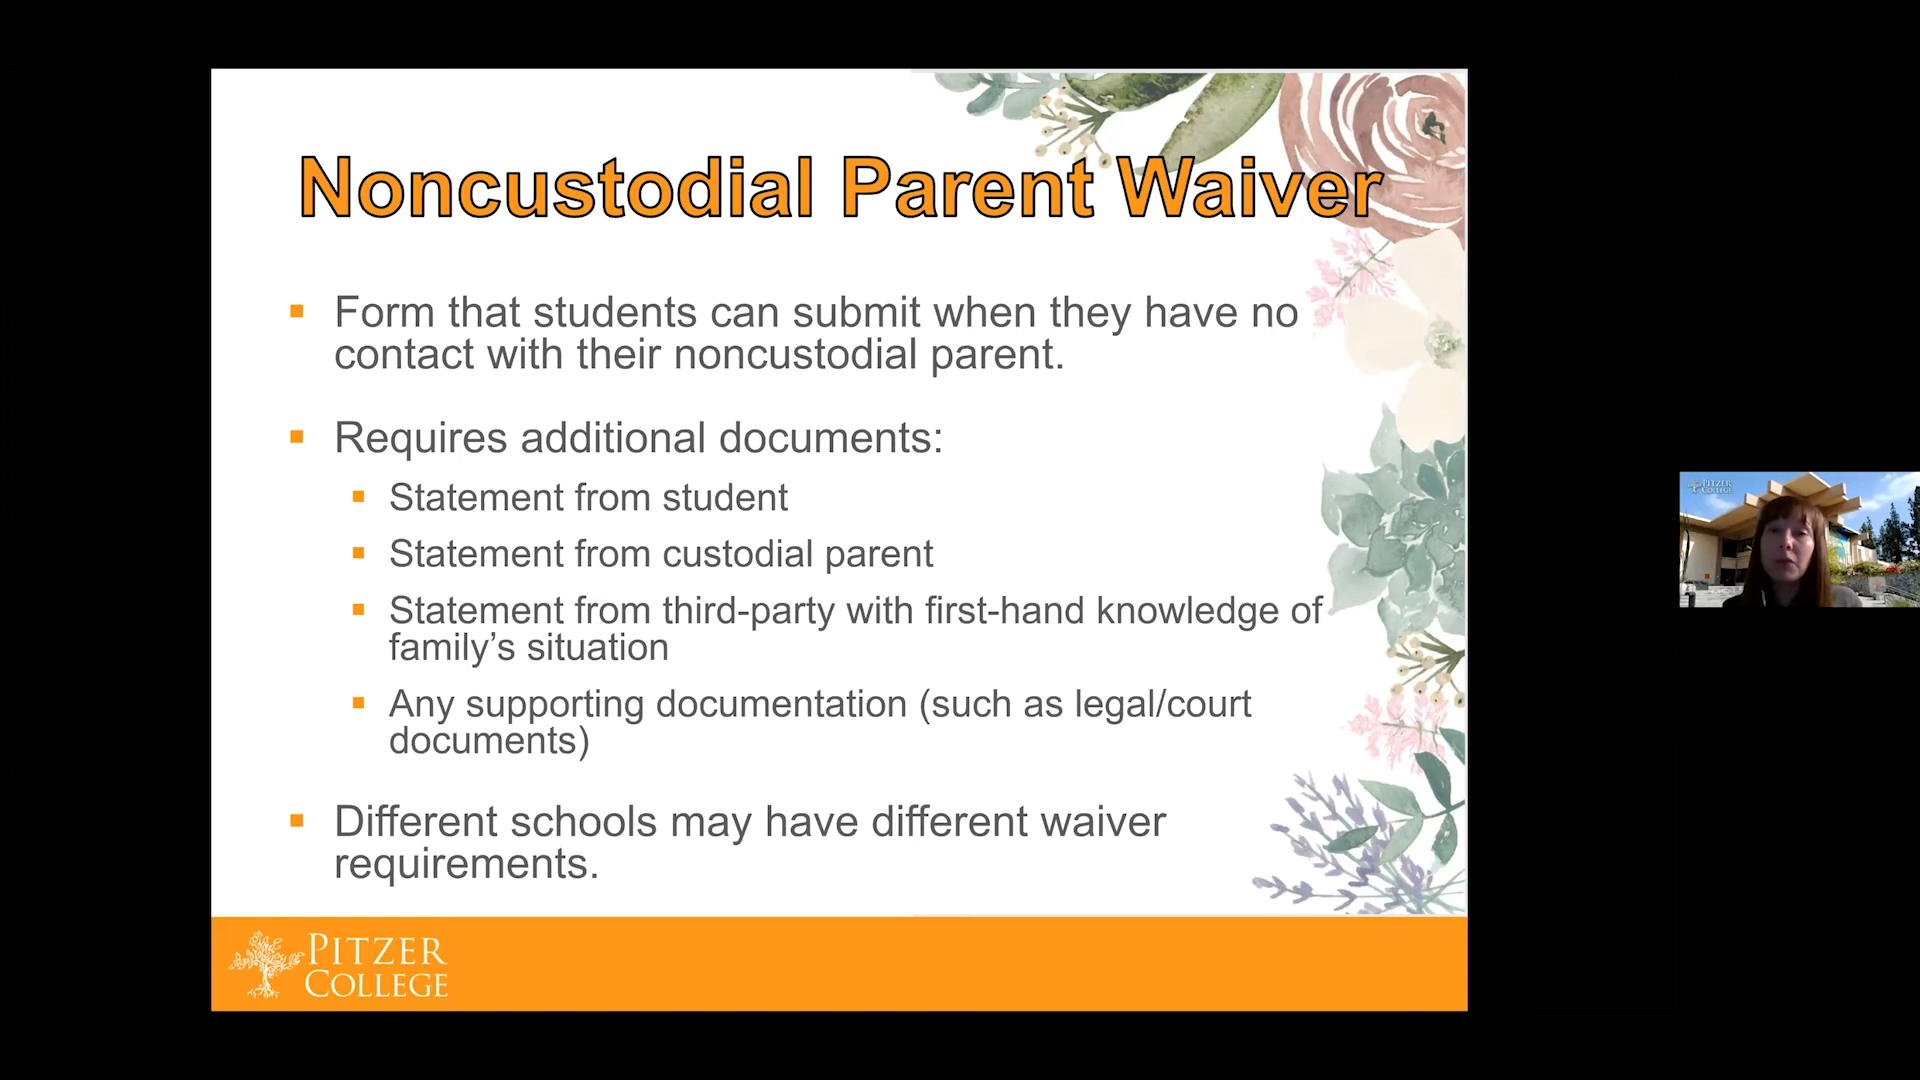 Noncustodial Parent Waiver
▪ Form that students can submit when they have no
contact with their noncustodial parent.
▪ Requires additional documents:
▪ Statement from student
▪ Statement from custodial parent
▪ Statement from third-party with first-hand knowledge of
family’s situation
▪ Any supporting documentation (such as legal/court
documents)
▪ Different schools may have different waiver
requirements.
PITZER
COLLEGE
PITZER
COLLEGE